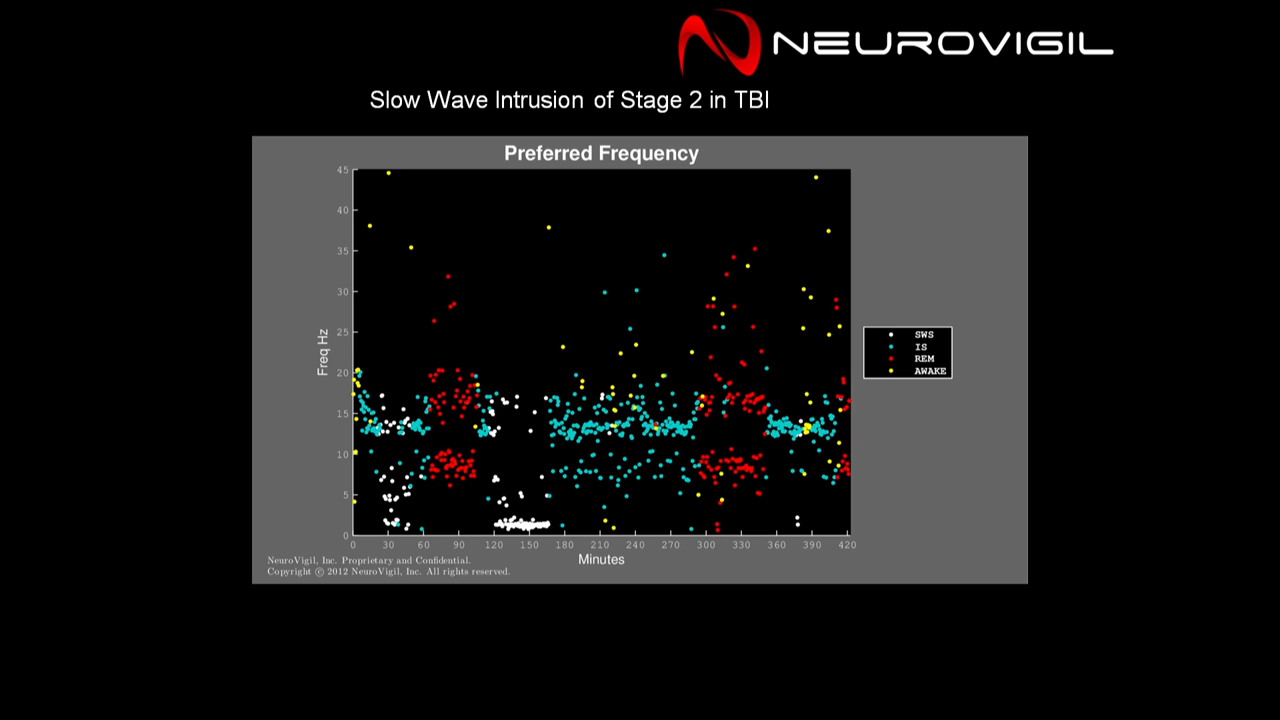 NEUROVIGIL
Slow Wave Intrusion of Stage 2 in TBI
Preferred Frequency
45
40
35
30
25
20
15
10
5
0
Freq Hz
0 30 60 90 120 150 180 210 240 270 300 330 360 390 420
Minutes
SWS
IS
REM
AWAKE
NeuroVigil, Inc. Proprietary and Confidential.
Copyright © 2012 NeuroVigil, Inc. All rights reserved.